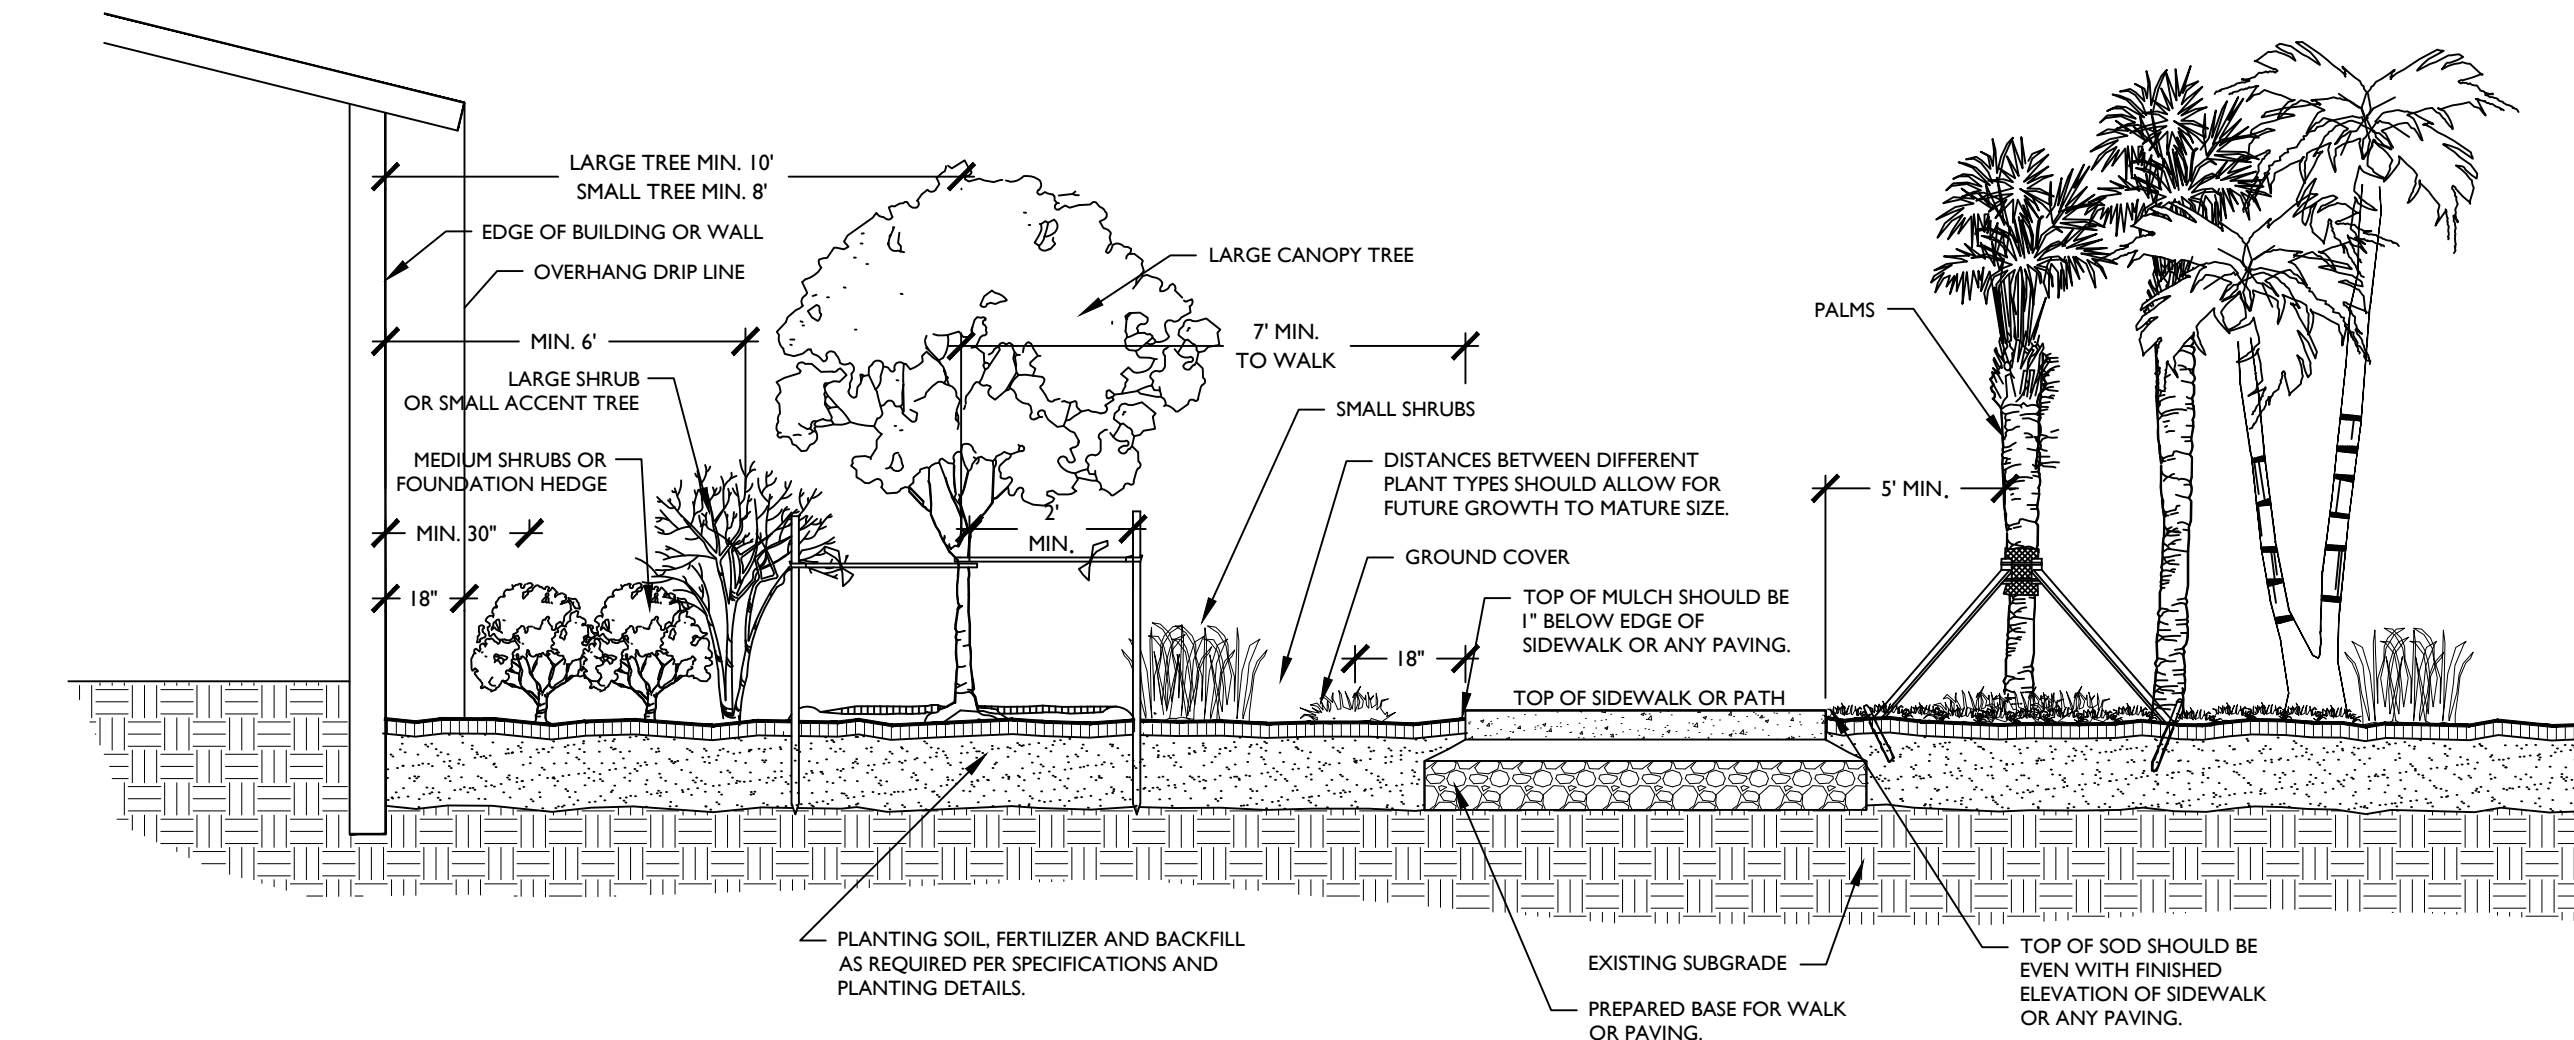 LARGE TREE MIN. 10'
SMALL TREE MIN. 8'
EDGE OF BUILDING OR WALL
OVERHANG DRIP LINE
LARGE CANOPY TREE
PALMS
MIN. 6'
7' MIN.
TO WALK
LARGE SHRUB
OR SMALL ACCENT TREE
SMALL SHRUBS
MEDIUM SHRUBS OR
FOUNDATION HEDGE
DISTANCES BETWEEN DIFFERENT
PLANT TYPES SHOULD ALLOW FOR
FUTURE GROWTH TO MATURE SIZE.
5' MIN.
MIN. 30"
2'
MIN.
GROUND COVER
18"
TOP OF MULCH SHOULD BE
1" BELOW EDGE OF
SIDEWALK OR ANY PAVING.
18"
TOP OF SIDEWALK OR PATH
PLANTING SOIL, FERTILIZER AND BACKFILL
AS REQUIRED PER SPECIFICATIONS AND
PLANTING DETAILS.
EXISTING SUBGRADE
PREPARED BASE FOR WALK
OR PAVING.
TOP OF SOD SHOULD BE
EVEN WITH FINISHED
ELEVATION OF SIDEWALK
OR ANY PAVING.